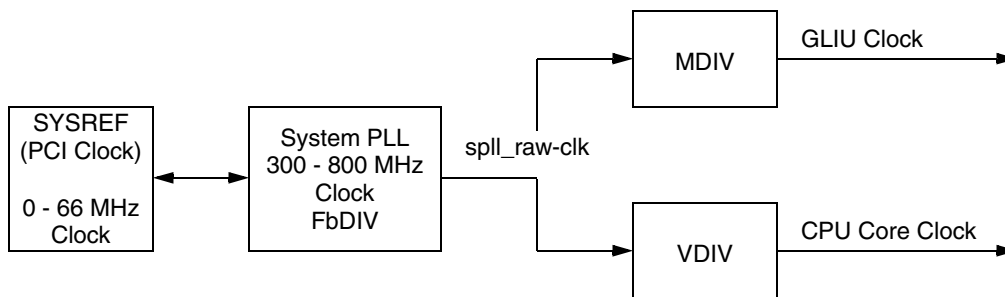 SYSREF
(PCI Clock)
0 - 66 MHz
Clock
System PLL
300 - 800 MHz
Clock
FbDIV
spll_raw-clk
MDIV
GLIU Clock
VDIV
CPU Core Clock